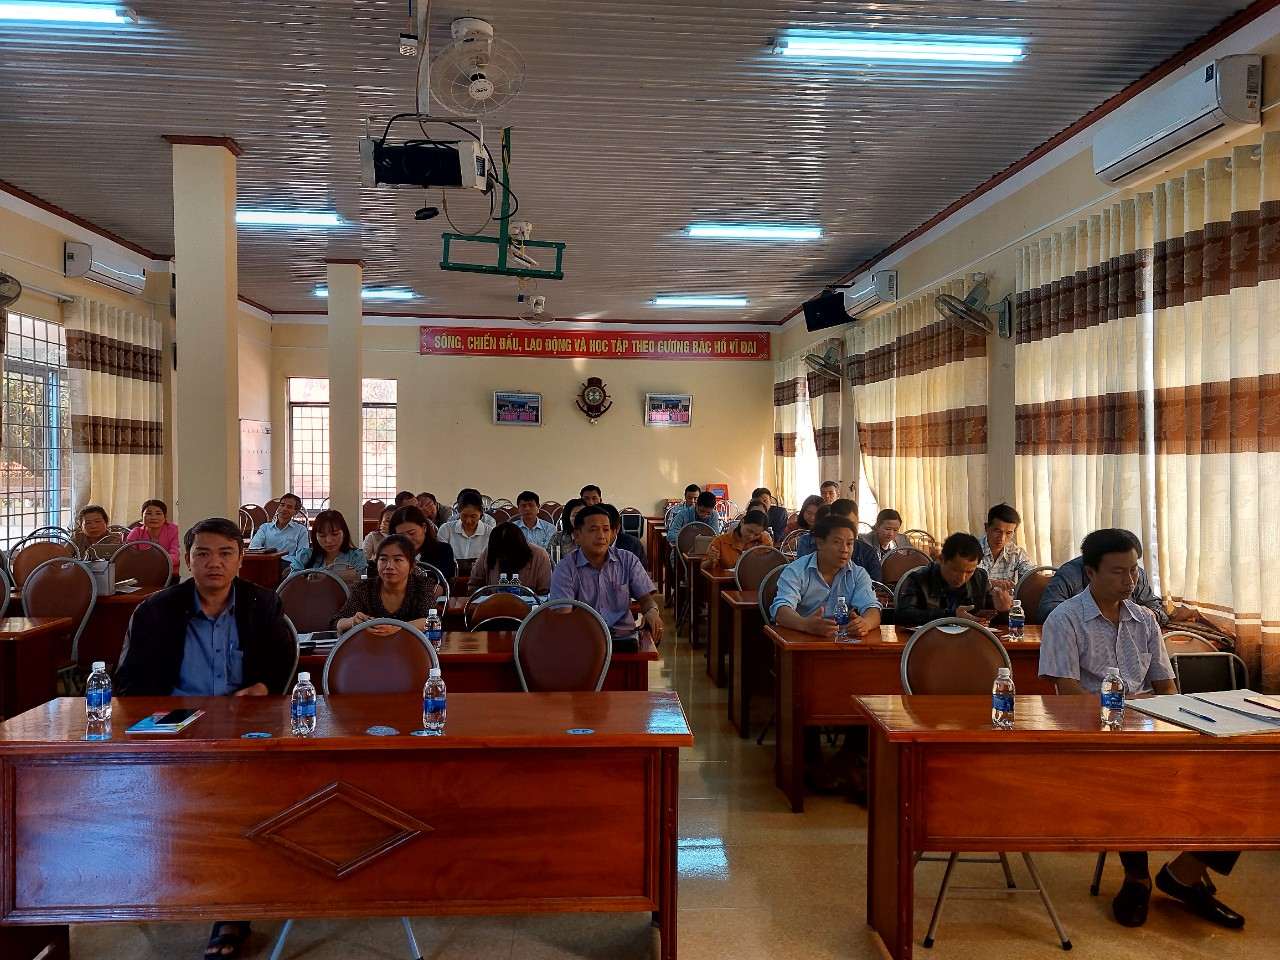 SỐNG, CHIẾN ĐẤU, LAO ĐỘNG VÀ HỌC TẬP THEO GƯƠNG BÁC HỒ VĨ ĐẠI